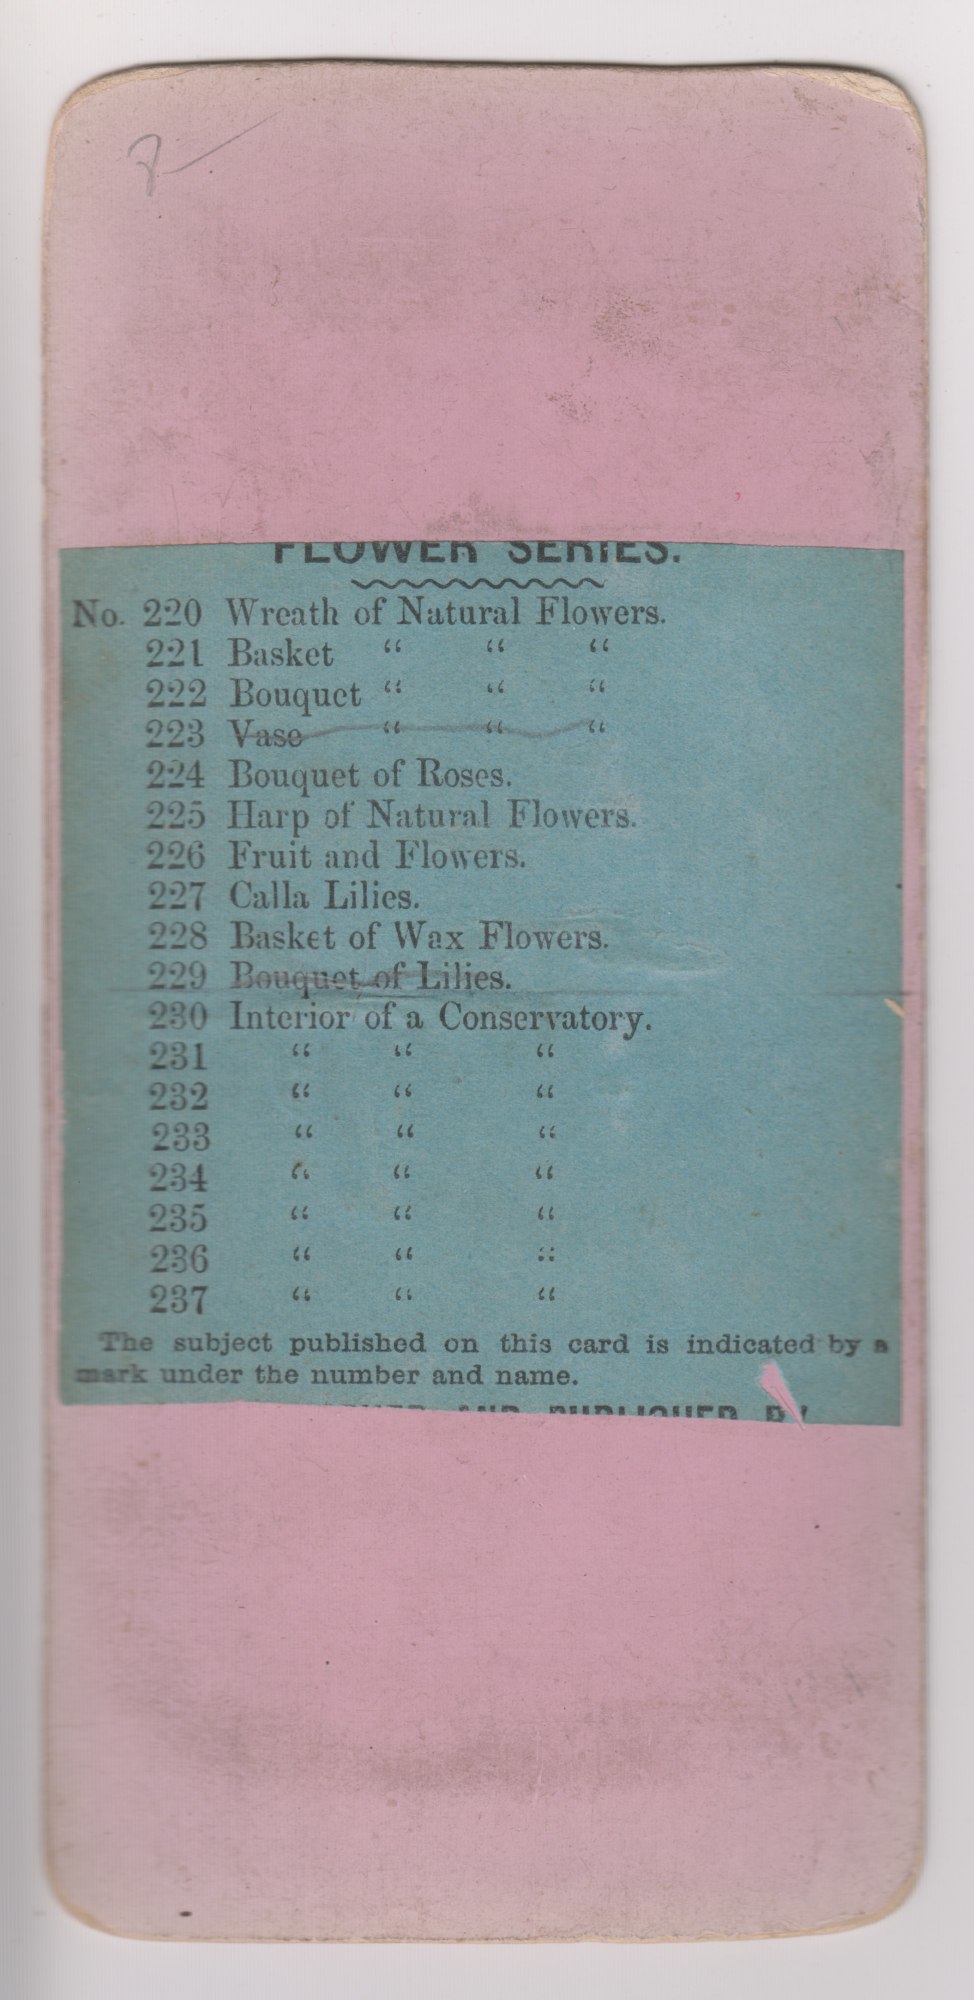 FLOWER SERIES.
No. 220 Wreath of Natural Flowers.
221 Basket “ “ “
222 Bouquet “ “ “
223 Vase “ “ “
224 Bouquet of Roses.
225 Harp of Natural Flowers.
226 Fruit and Flowers.
227 Calla Lilies.
228 Basket of Wax Flowers.
229 Bouquet of Lilies.
230 Interior of a Conservatory.
231 “ “ “
232 “ “ “
233 “ “ “
234 “ “ “
235 “ “ “
236 “ “ “
237 “ “ “
The subject published on this card is indicated by a
mark under the number and name.
AND PUBLISHED BY